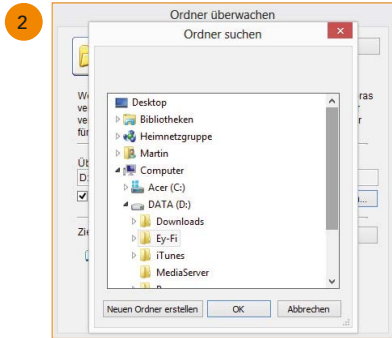 2
Ordner überwachen
Ordner suchen
Desktop
Bibliotheken
Heimnetzgruppe
Martin
Computer
Acer (C:)
DATA (D:)
Downloads
Ey-Fi
iTunes
MediaServer
Neuen Ordner erstellen OK Abbrechen